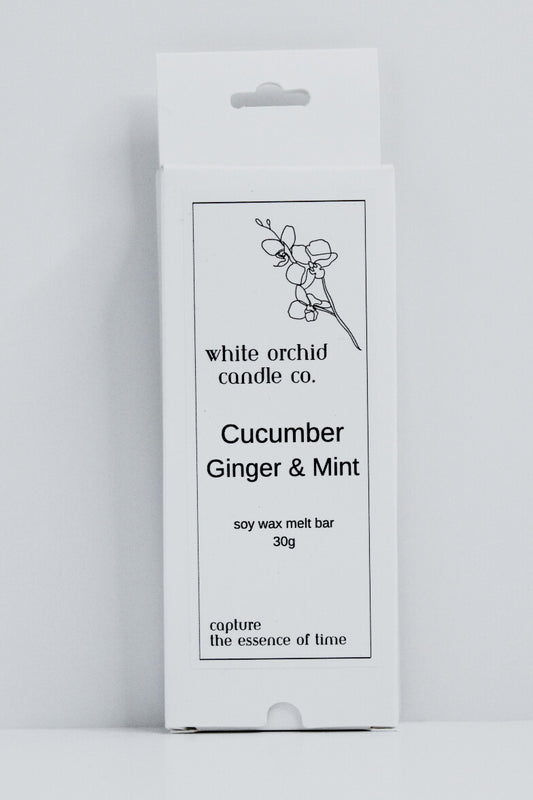 white orchid
candle co.
Cucumber
Ginger & Mint
soy wax melt bar
30g
capture
the essence of time